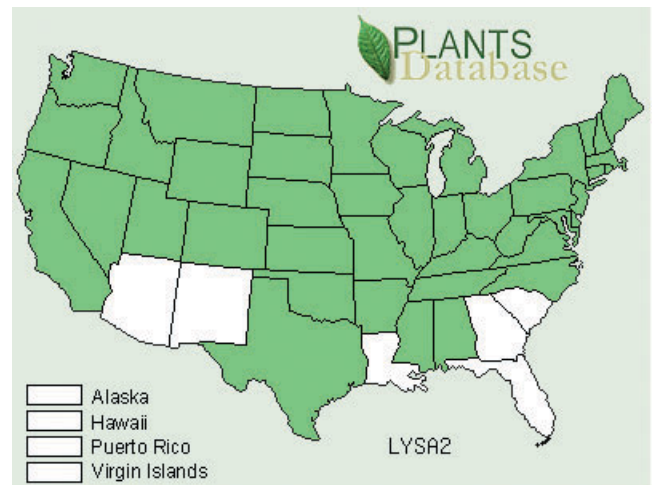 PLANTS
Database
Alaska
Hawaii
Puerto Rico
Virgin Islands
LYSA2